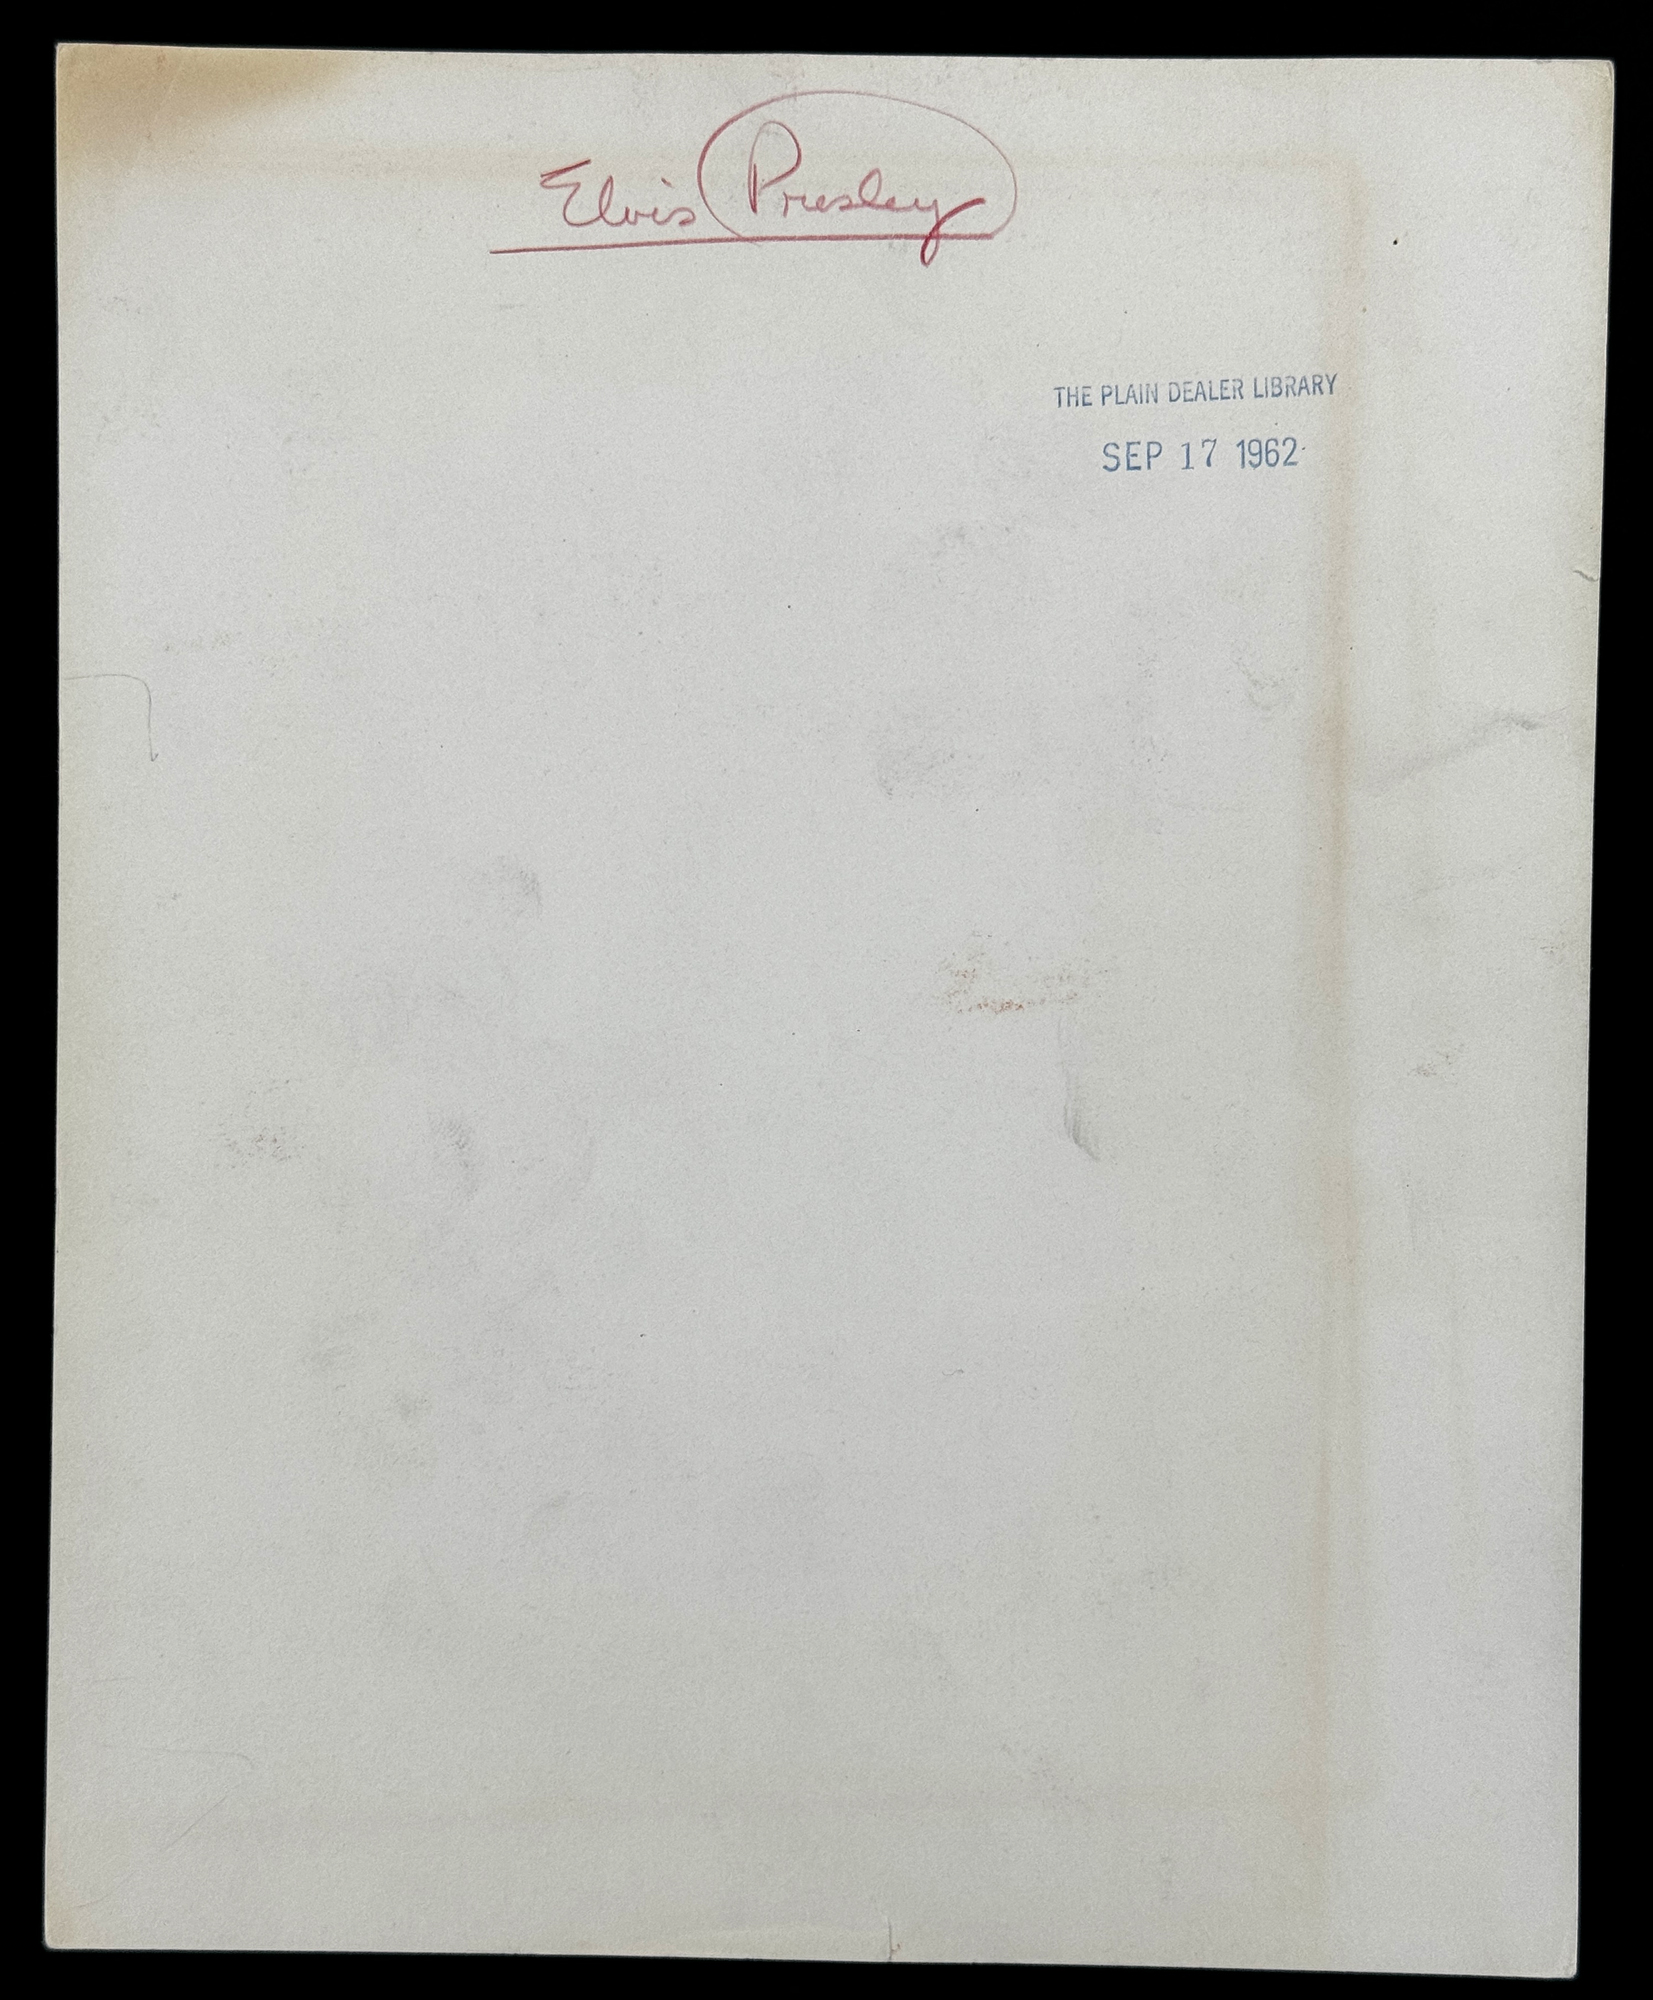 Elvis Presley
THE PLAIN DEALER LIBRARY
SEP 17 1962